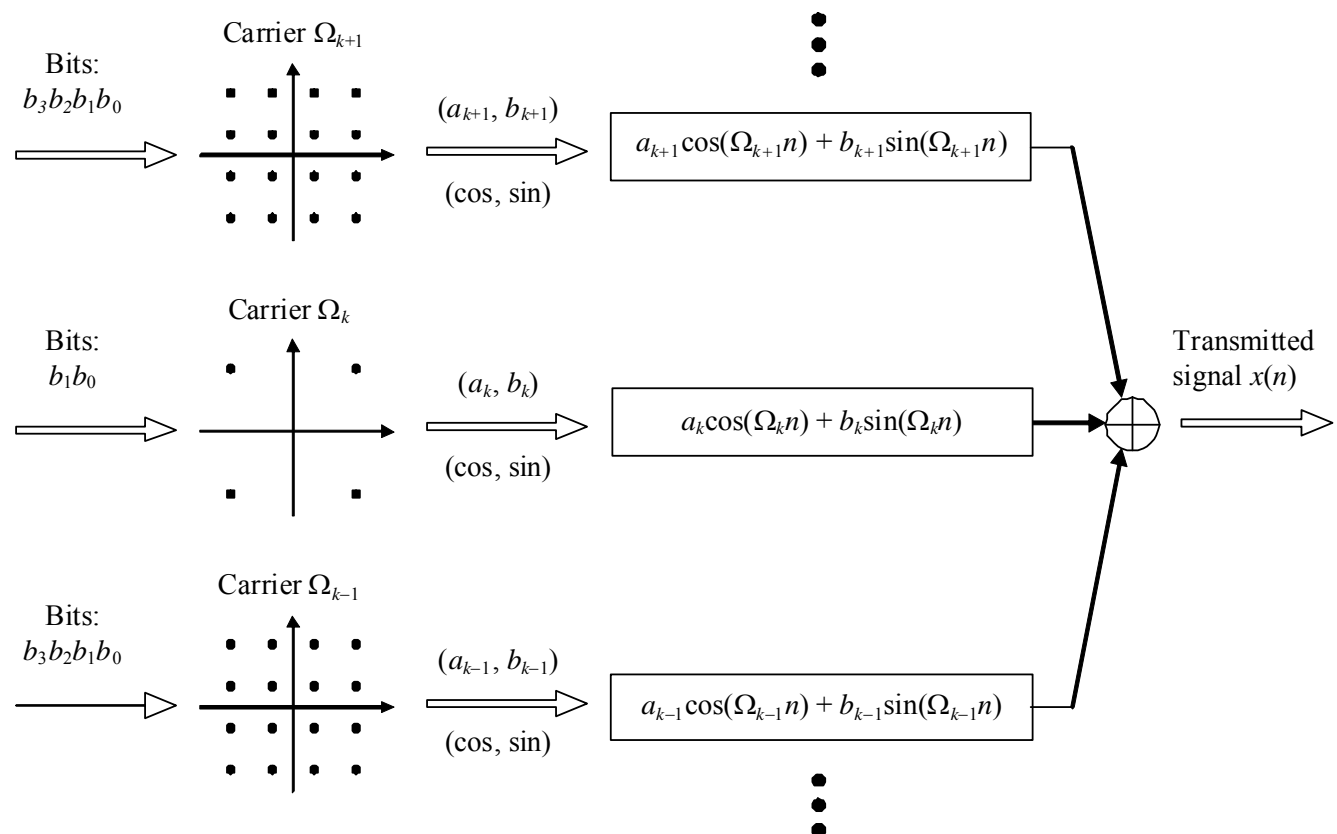 Carrier Ωₖ₊₁
Bits:
b₃b₂b₁b₀
(aₖ₊₁, bₖ₊₁)
(cos, sin)
aₖ₊₁cos(Ωₖ₊₁n) + bₖ₊₁sin(Ωₖ₊₁n)
Carrier Ωₖ
Bits:
b₁b₀
(aₖ, bₖ)
(cos, sin)
aₖcos(Ωₖn) + bₖsin(Ωₖn)
Transmitted
signal x(n)
Carrier Ωₖ₋₁
Bits:
b₃b₂b₁b₀
(aₖ₋₁, bₖ₋₁)
(cos, sin)
aₖ₋₁cos(Ωₖ₋₁n) + bₖ₋₁sin(Ωₖ₋₁n)